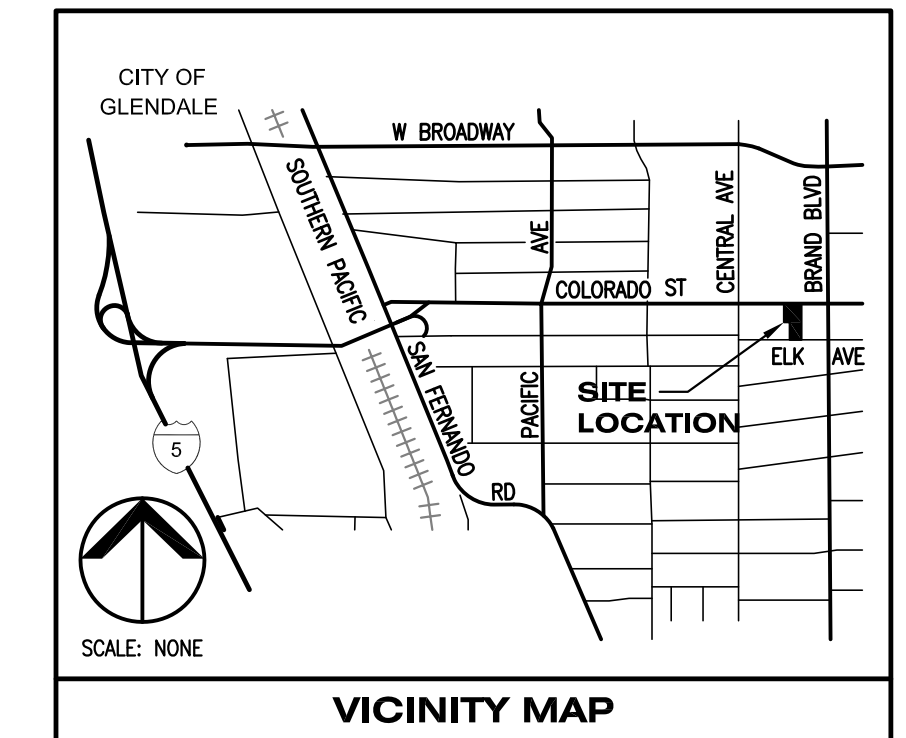 CITY OF
GLENDALE
W BROADWAY
SOUTHERN PACIFIC
AVE
CENTRAL AVE
BRAND BLVD
COLORADO ST
SAN FERNANDO
PACIFIC
ELK AVE
SITE
LOCATION
5
RD
SCALE: NONE
VICINITY MAP